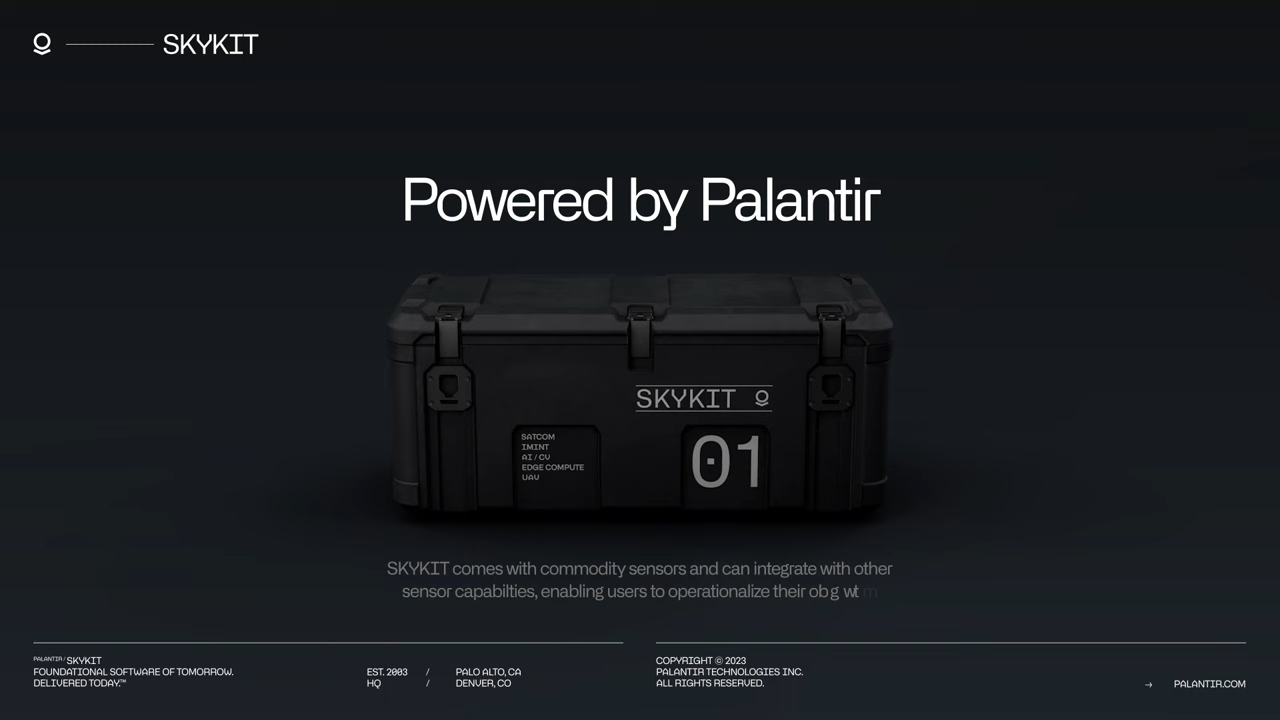 SKYKIT
Powered by Palantir
SKYKIT
SATCOM
IMINT
AI / CV
EDGE COMPUTE
UAV
01
SKYKIT comes with commodity sensors and can integrate with other
sensor capabilties, enabling users to operationalize their
PALANTIR / SKYKIT
FOUNDATIONAL SOFTWARE OF TOMORROW.
DELIVERED TODAY.™
EST. 2003 / PALO ALTO, CA
HQ / DENVER, CO
COPYRIGHT © 2023
PALANTIR TECHNOLOGIES INC.
ALL RIGHTS RESERVED.
→ PALANTIR.COM